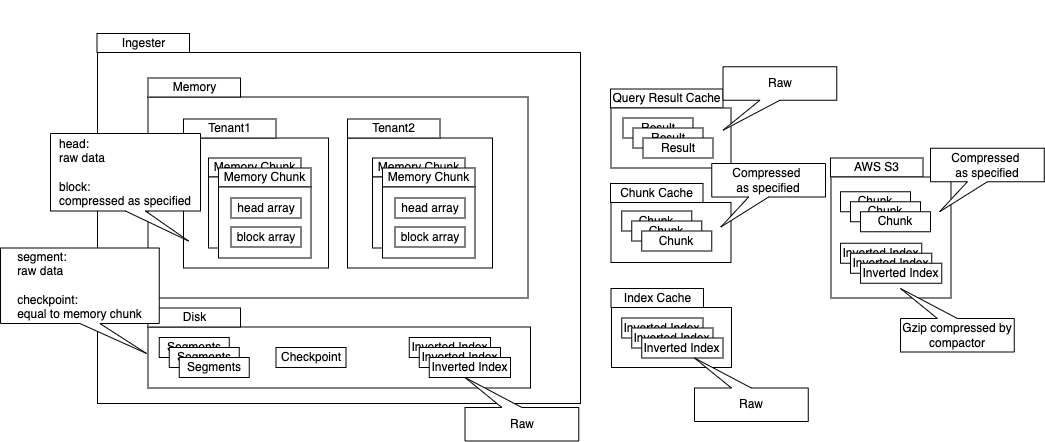 Ingester
Memory
Tenant1
Tenant2
head:
raw data
block:
compressed as specified
Memory Chunk
Memory Chunk
head array
block array
Memory Chunk
Memory Chunk
head array
block array
segment:
raw data
checkpoint:
equal to memory chunk
Disk
Segments
Segments
Segments
Checkpoint
Inverted Index
Inverted Index
Inverted Index
Raw
Query Result Cache
Result
Result
Result
Raw
Chunk Cache
Chunk
Chunk
Chunk
Compressed
as specified
Index Cache
Inverted Index
Inverted Index
Inverted Index
Raw
AWS S3
Chunk
Chunk
Chunk
Compressed
as specified
Inverted Index
Inverted Index
Inverted Index
Gzip compressed by
compactor